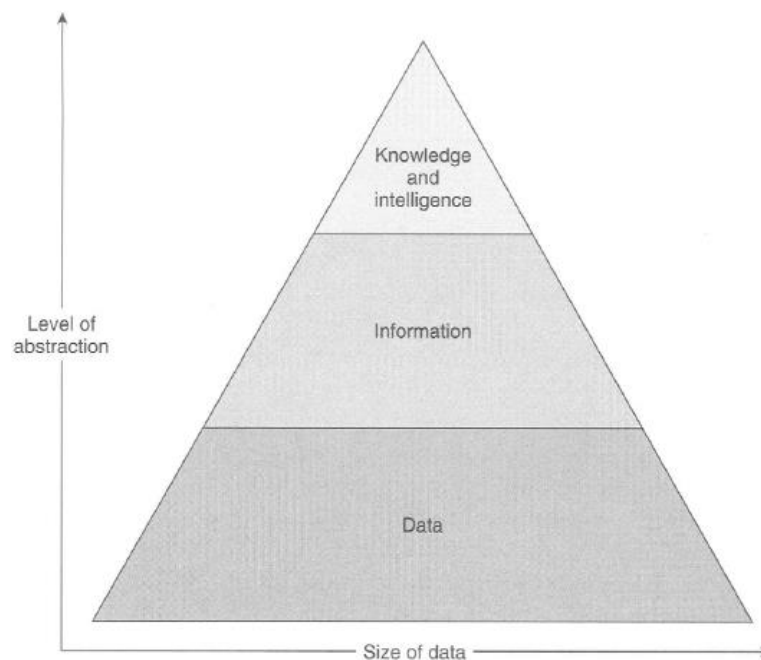 Knowledge
and
intelligence
Level of
abstraction
Information
Data
Size of data